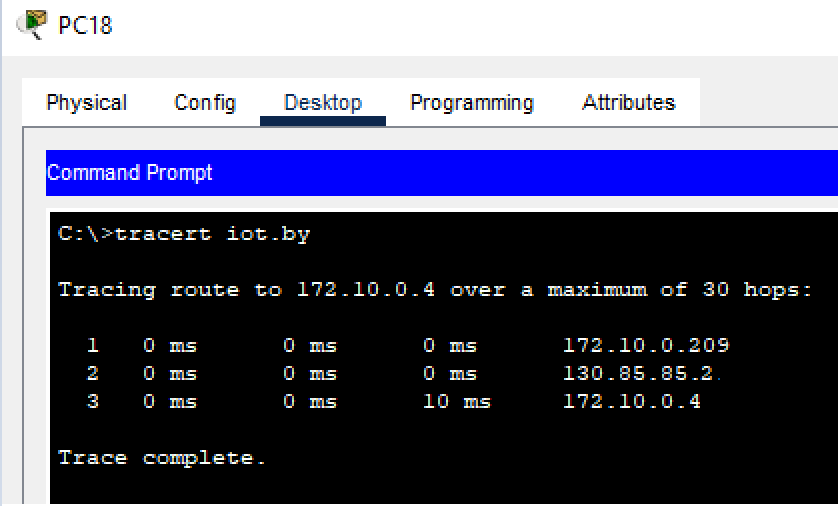 PC18
Physical Config Desktop Programming Attributes
Command Prompt
C:\>tracert iot.by
Tracing route to 172.10.0.4 over a maximum of 30 hops:
1 0 ms 0 ms 0 ms 172.10.0.209
2 0 ms 0 ms 0 ms 130.85.85.2
3 0 ms 0 ms 10 ms 172.10.0.4
Trace complete.